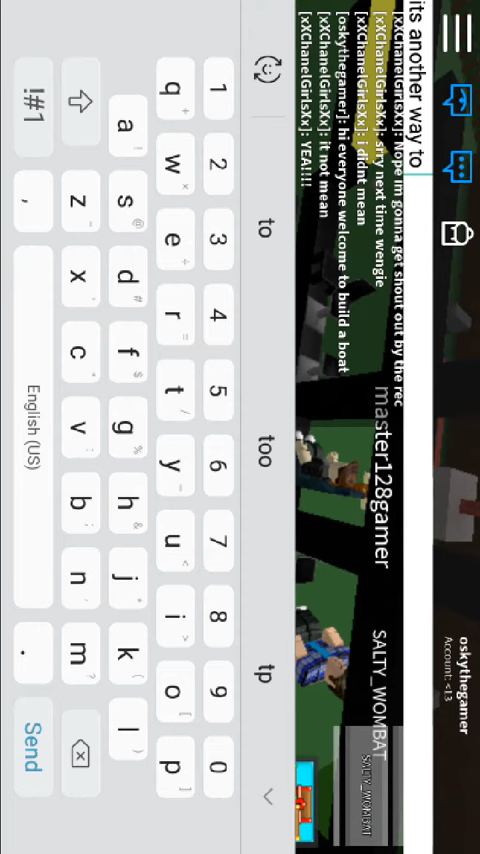 oskythegamer
Account: <13
its another way to
[xXChanelGirlsXx]: Nope im gonna get shout out by the rec
[xXChanelGirlsXx]: srry next time wengie
[xXChanelGirlsXx]: i didnt mean
[oskythegamer]: hi everyone welcome to build a boat
[xXChanelGirlsXx]: it not mean
[xXChanelGirlsXx]: YEA!!!!
master128gamer
SALTY_WOMBAT
SALTY_WOMBAT
to too tp
1 2 3 4 5 6 7 8 9 0
q w e r t y u i o p
a s d f g h j k l
z x c v b n m
!#1 , English (US) . Send